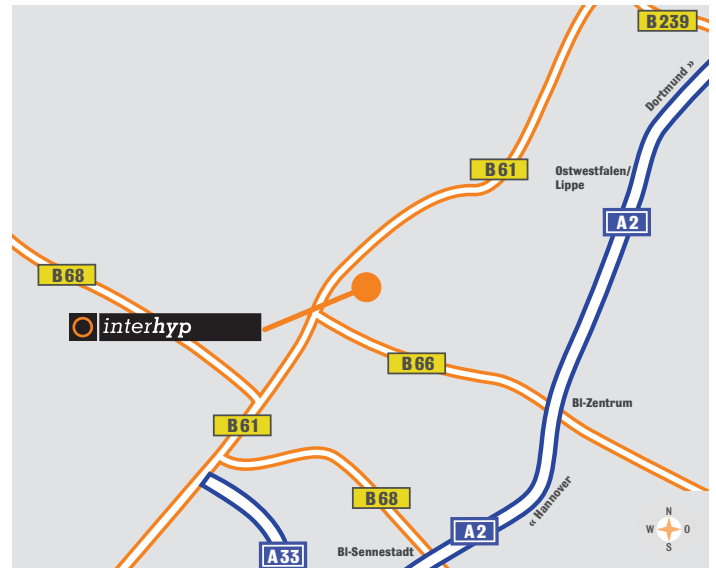 B239
Dortmund »
B61
Ostwestfalen/
Lippe
A2
B68
interhyp
B66
BI-Zentrum
B61
« Hannover
B68
A2
BI-Sennestadt
A33
N
W O
S